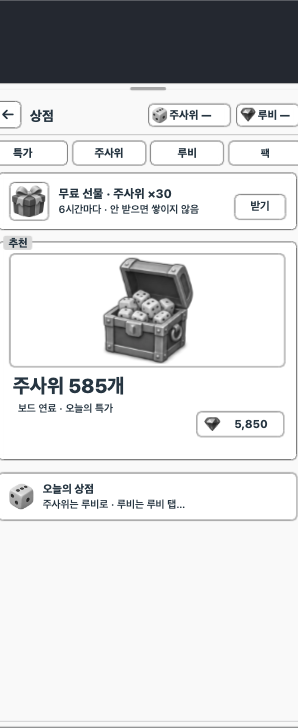 상점
주사위 —
루비 —
특가
주사위
루비
팩
무료 선물 · 주사위 ×30
6시간마다 · 안 받으면 쌓이지 않음
받기
추천
주사위 585개
보드 연료 · 오늘의 특가
5,850
오늘의 상점
주사위는 루비로 · 루비는 루비 탭...